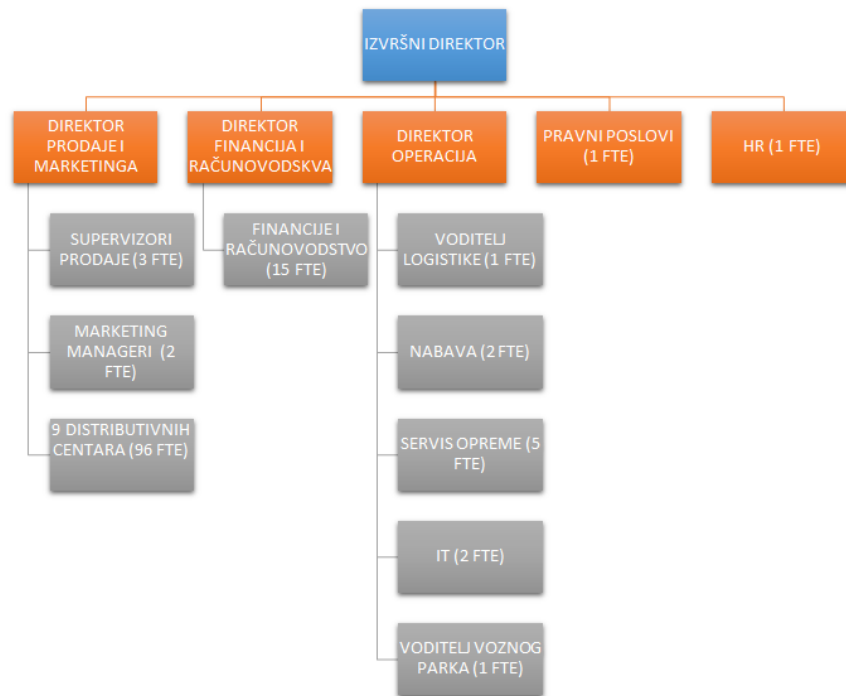 IZVRŠNI DIREKTOR
DIREKTOR
PRODAJE I
MARKETINGA
DIREKTOR
FINANCIJA I
RAČUNOVODSKVA
DIREKTOR
OPERACIJA
PRAVNI POSLOVI
(1 FTE)
HR (1 FTE)
SUPERVIZORI
PRODAJE (3 FTE)
MARKETING
MANAGERI (2
FTE)
9 DISTRIBUTIVNIH
CENTARA (96 FTE)
FINANCIJE I
RAČUNOVODSTVO
(15 FTE)
VODITELJ
LOGISTIKE (1 FTE)
NABAVA (2 FTE)
SERVIS OPREME (5
FTE)
IT (2 FTE)
VODITELJ VOZNOG
PARKA (1 FTE)